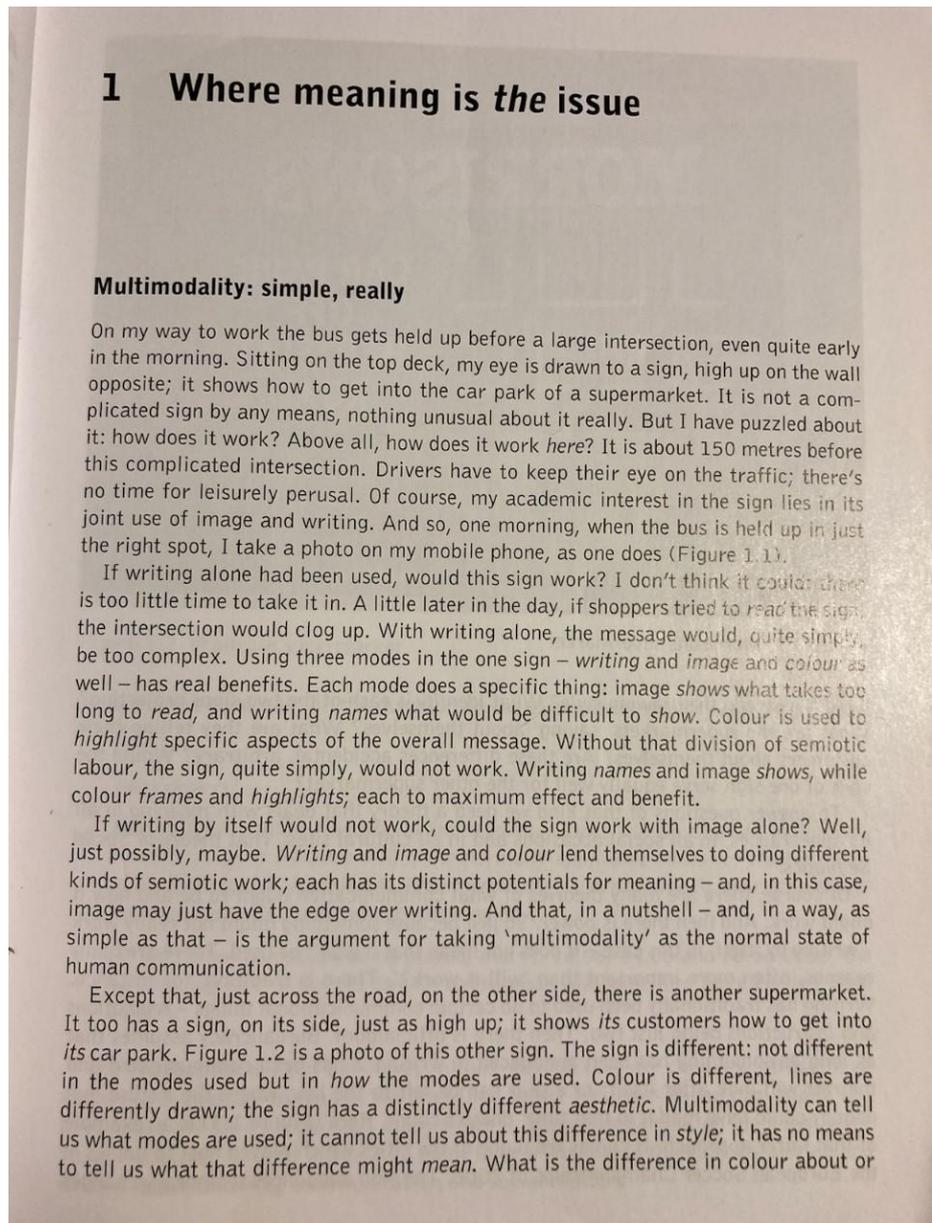 1 Where meaning is the issue
Multimodality: simple, really
On my way to work the bus gets held up before a large intersection, even quite early
in the morning. Sitting on the top deck, my eye is drawn to a sign, high up on the wall
opposite; it shows how to get into the car park of a supermarket. It is not a com-
plicated sign by any means, nothing unusual about it really. But I have puzzled about
it: how does it work? Above all, how does it work here? It is about 150 metres before
this complicated intersection. Drivers have to keep their eye on the traffic; there's
no time for leisurely perusal. Of course, my academic interest in the sign lies in its
joint use of image and writing. And so, one morning, when the bus is held up in just
the right spot, I take a photo on my mobile phone, as one does (Figure 1.1).
If writing alone had been used, would this sign work? I don't think it could: there
is too little time to take it in. A little later in the day, if shoppers tried to read the sign,
the intersection would clog up. With writing alone, the message would, quite simply,
be too complex. Using three modes in the one sign – writing and image and colour as
well – has real benefits. Each mode does a specific thing: image shows what takes too
long to read, and writing names what would be difficult to show. Colour is used to
highlight specific aspects of the overall message. Without that division of semiotic
labour, the sign, quite simply, would not work. Writing names and image shows, while
colour frames and highlights; each to maximum effect and benefit.
If writing by itself would not work, could the sign work with image alone? Well,
just possibly, maybe. Writing and image and colour lend themselves to doing different
kinds of semiotic work; each has its distinct potentials for meaning – and, in this case,
image may just have the edge over writing. And that, in a nutshell – and, in a way, as
simple as that – is the argument for taking ‘multimodality’ as the normal state of
human communication.
Except that, just across the road, on the other side, there is another supermarket.
It too has a sign, on its side, just as high up; it shows its customers how to get into
its car park. Figure 1.2 is a photo of this other sign. The sign is different: not different
in the modes used but in how the modes are used. Colour is different, lines are
differently drawn; the sign has a distinctly different aesthetic. Multimodality can tell
us what modes are used; it cannot tell us about this difference in style; it has no means
to tell us what that difference might mean. What is the difference in colour about or